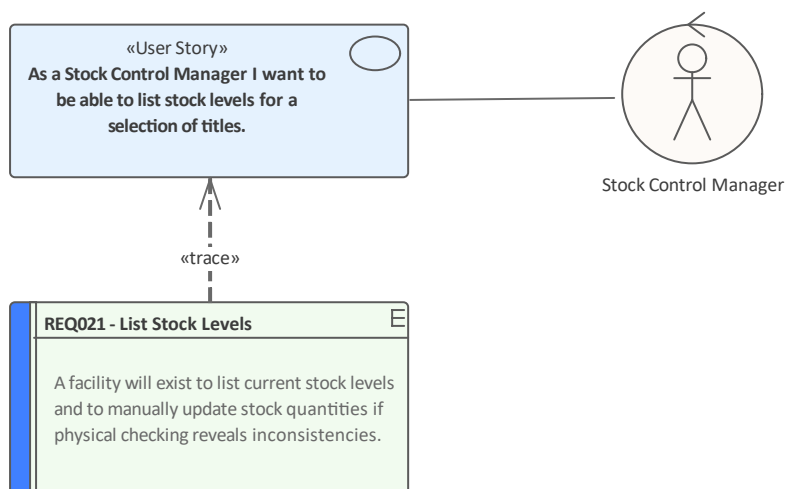 «User Story»
As a Stock Control Manager I want to
be able to list stock levels for a
selection of titles.
Stock Control Manager
«trace»
REQ021 - List Stock Levels
A facility will exist to list current stock levels
and to manually update stock quantities if
physical checking reveals inconsistencies.